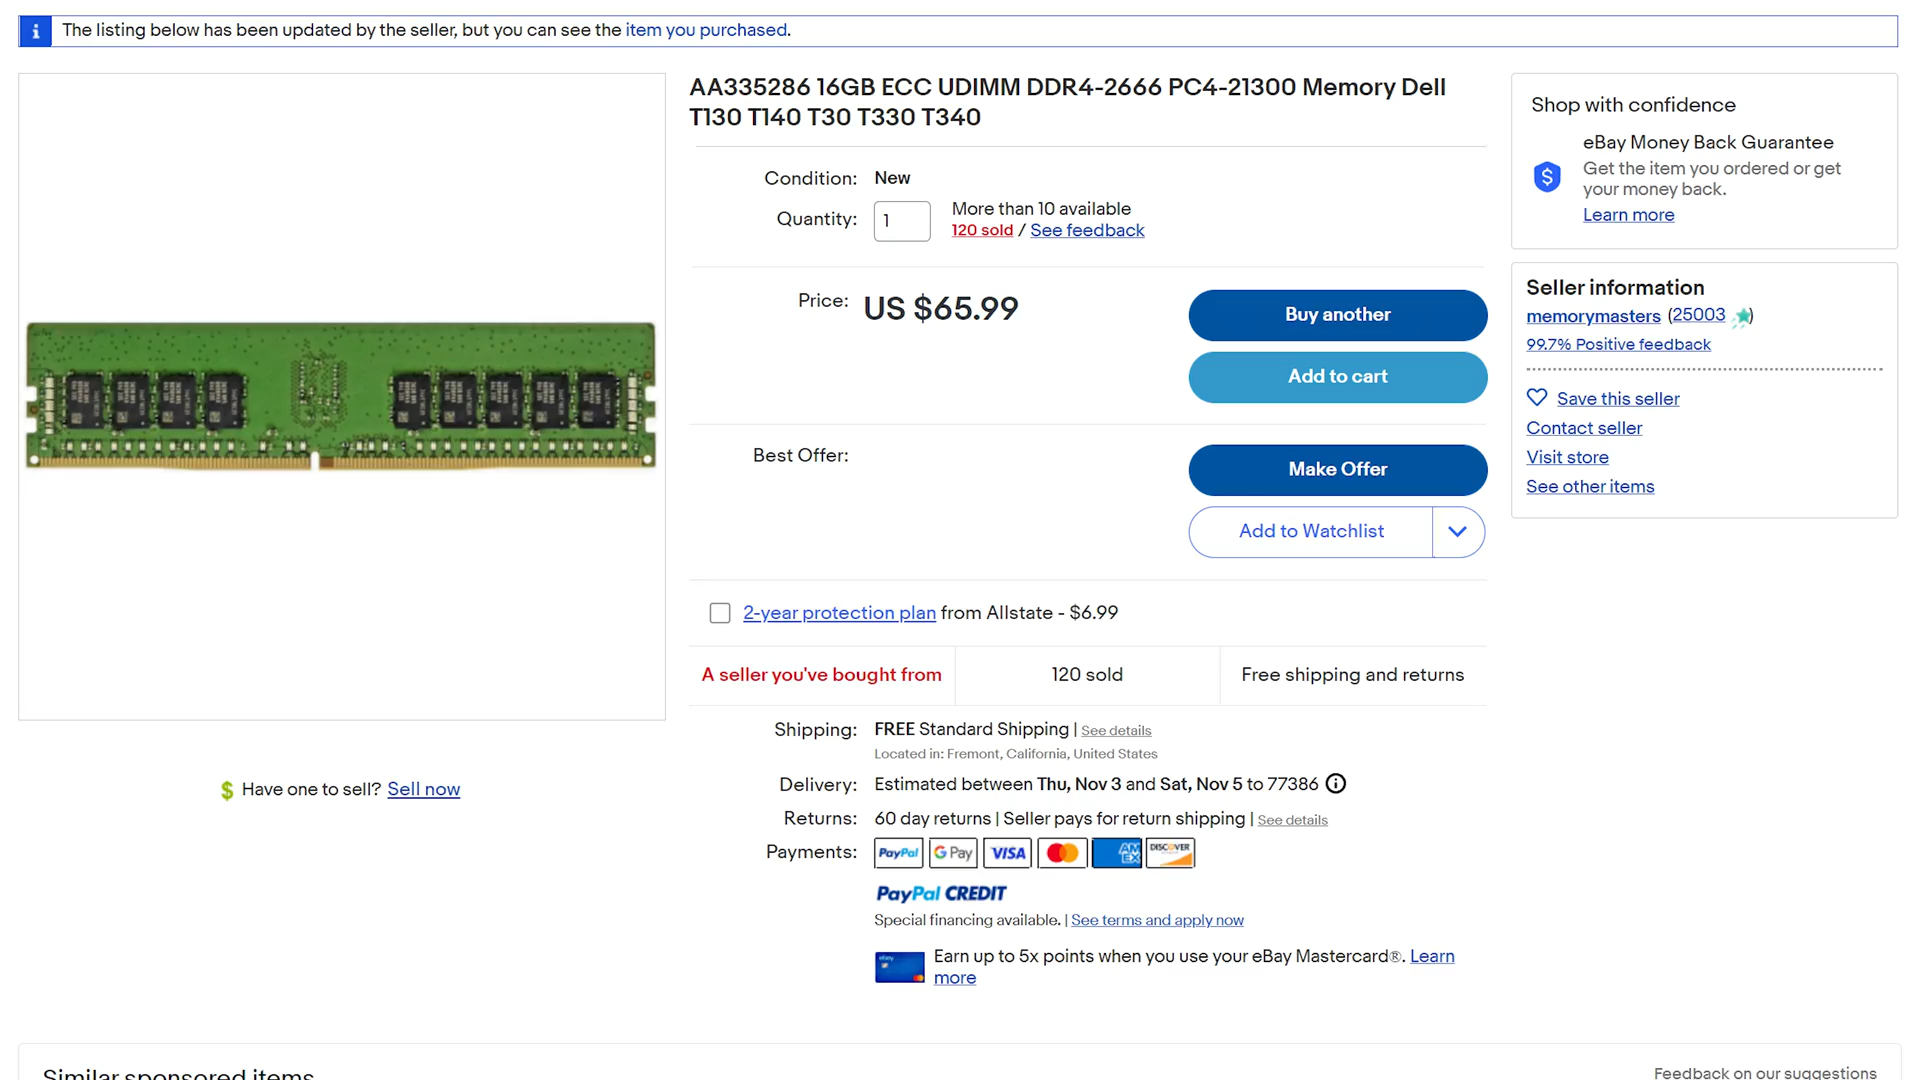 The listing below has been updated by the seller, but you can see the item you purchased.
AA335286 16GB ECC UDIMM DDR4-2666 PC4-21300 Memory Dell
T130 T140 T30 T330 T340
Condition: New
Quantity: 1
More than 10 available
120 sold / See feedback
Price: US $65.99
Buy another
Add to cart
Best Offer:
Make Offer
Add to Watchlist
2-year protection plan from Allstate - $6.99
A seller you've bought from
120 sold
Free shipping and returns
Shipping: FREE Standard Shipping | See details
Located in: Fremont, California, United States
Delivery: Estimated between Thu, Nov 3 and Sat, Nov 5 to 77386
Returns: 60 day returns | Seller pays for return shipping | See details
Payments: PayPal G Pay VISA AMEX DISCOVER
PayPal CREDIT
Special financing available. | See terms and apply now
Earn up to 5x points when you use your eBay Mastercard®. Learn
more
$ Have one to sell? Sell now
Shop with confidence
eBay Money Back Guarantee
Get the item you ordered or get
your money back.
Learn more
Seller information
memorymasters (25003)
99.7% Positive feedback
Save this seller
Contact seller
Visit store
See other items
Similar sponsored items
Feedback on our suggestions